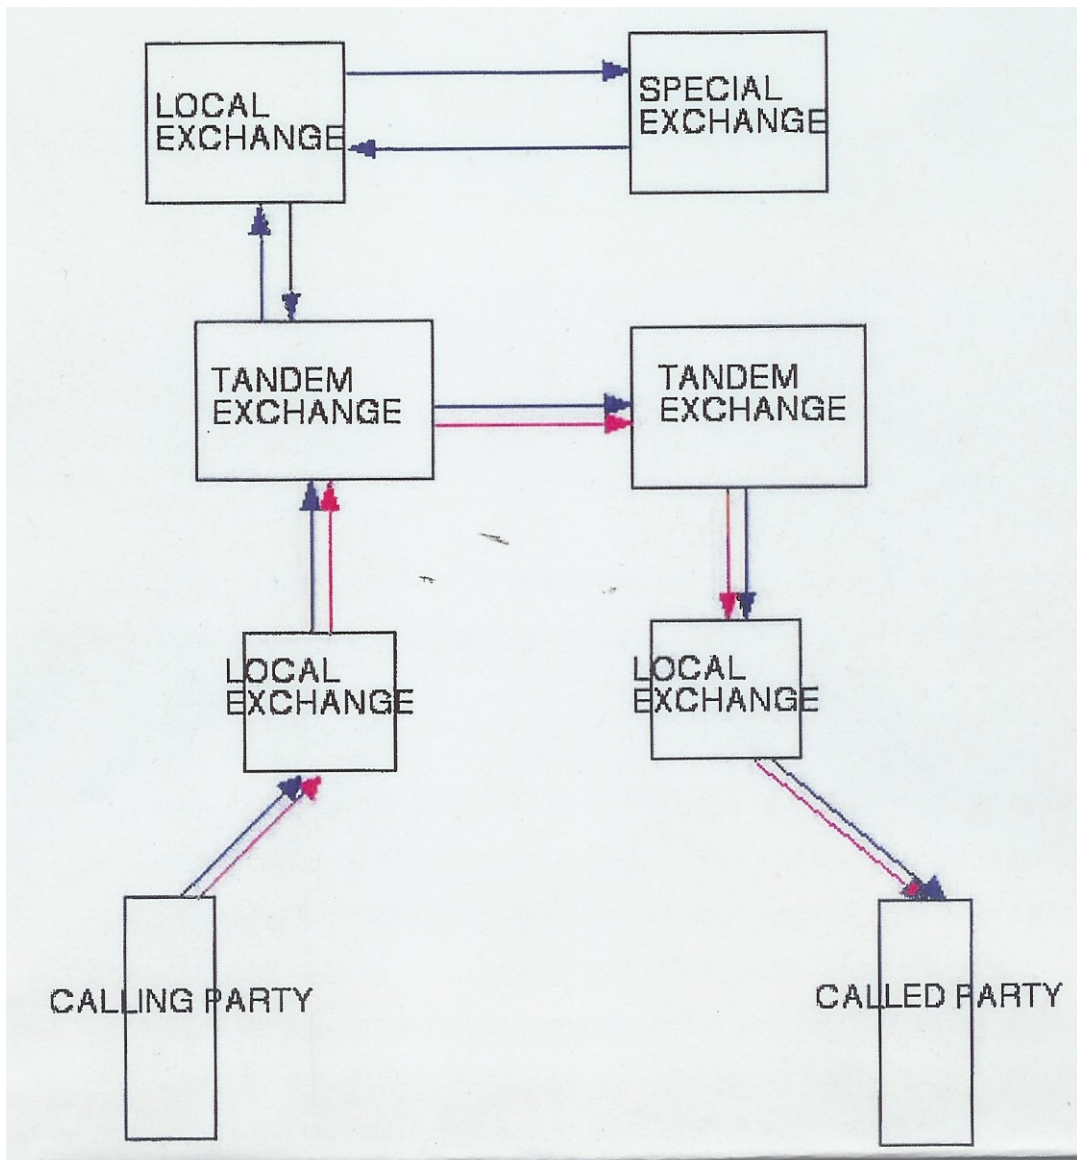 LOCAL
EXCHANGE
SPECIAL
EXCHANGE
TANDEM
EXCHANGE
TANDEM
EXCHANGE
LOCAL
EXCHANGE
LOCAL
EXCHANGE
CALLING PARTY
CALLED PARTY